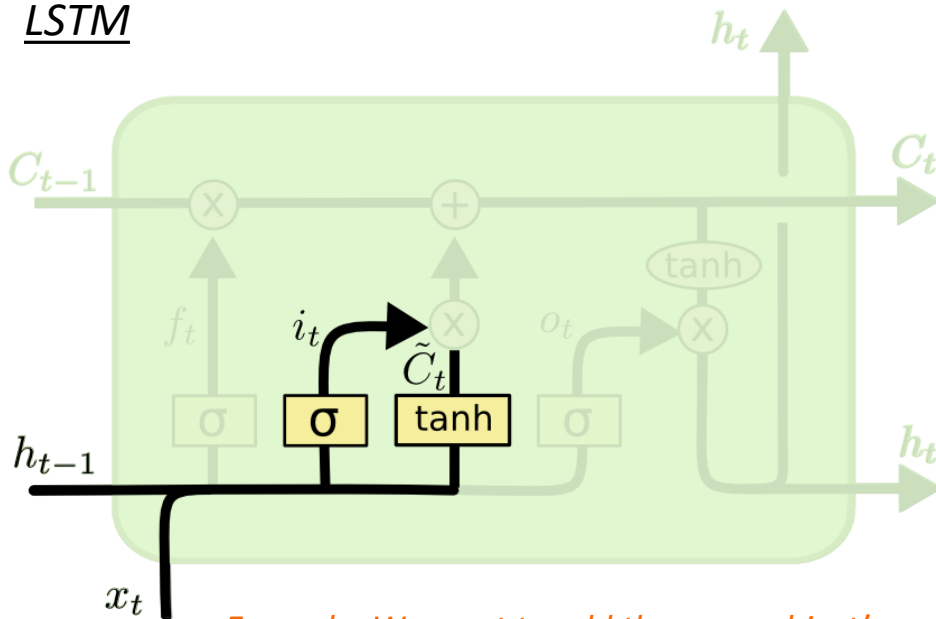 LSTM
h_t
C_{t-1}
C_t
x
+
tanh
f_t
i_t
x
o_t
x
C̃_t
σ
σ
tanh
σ
h_{t-1}
h_t
x_t